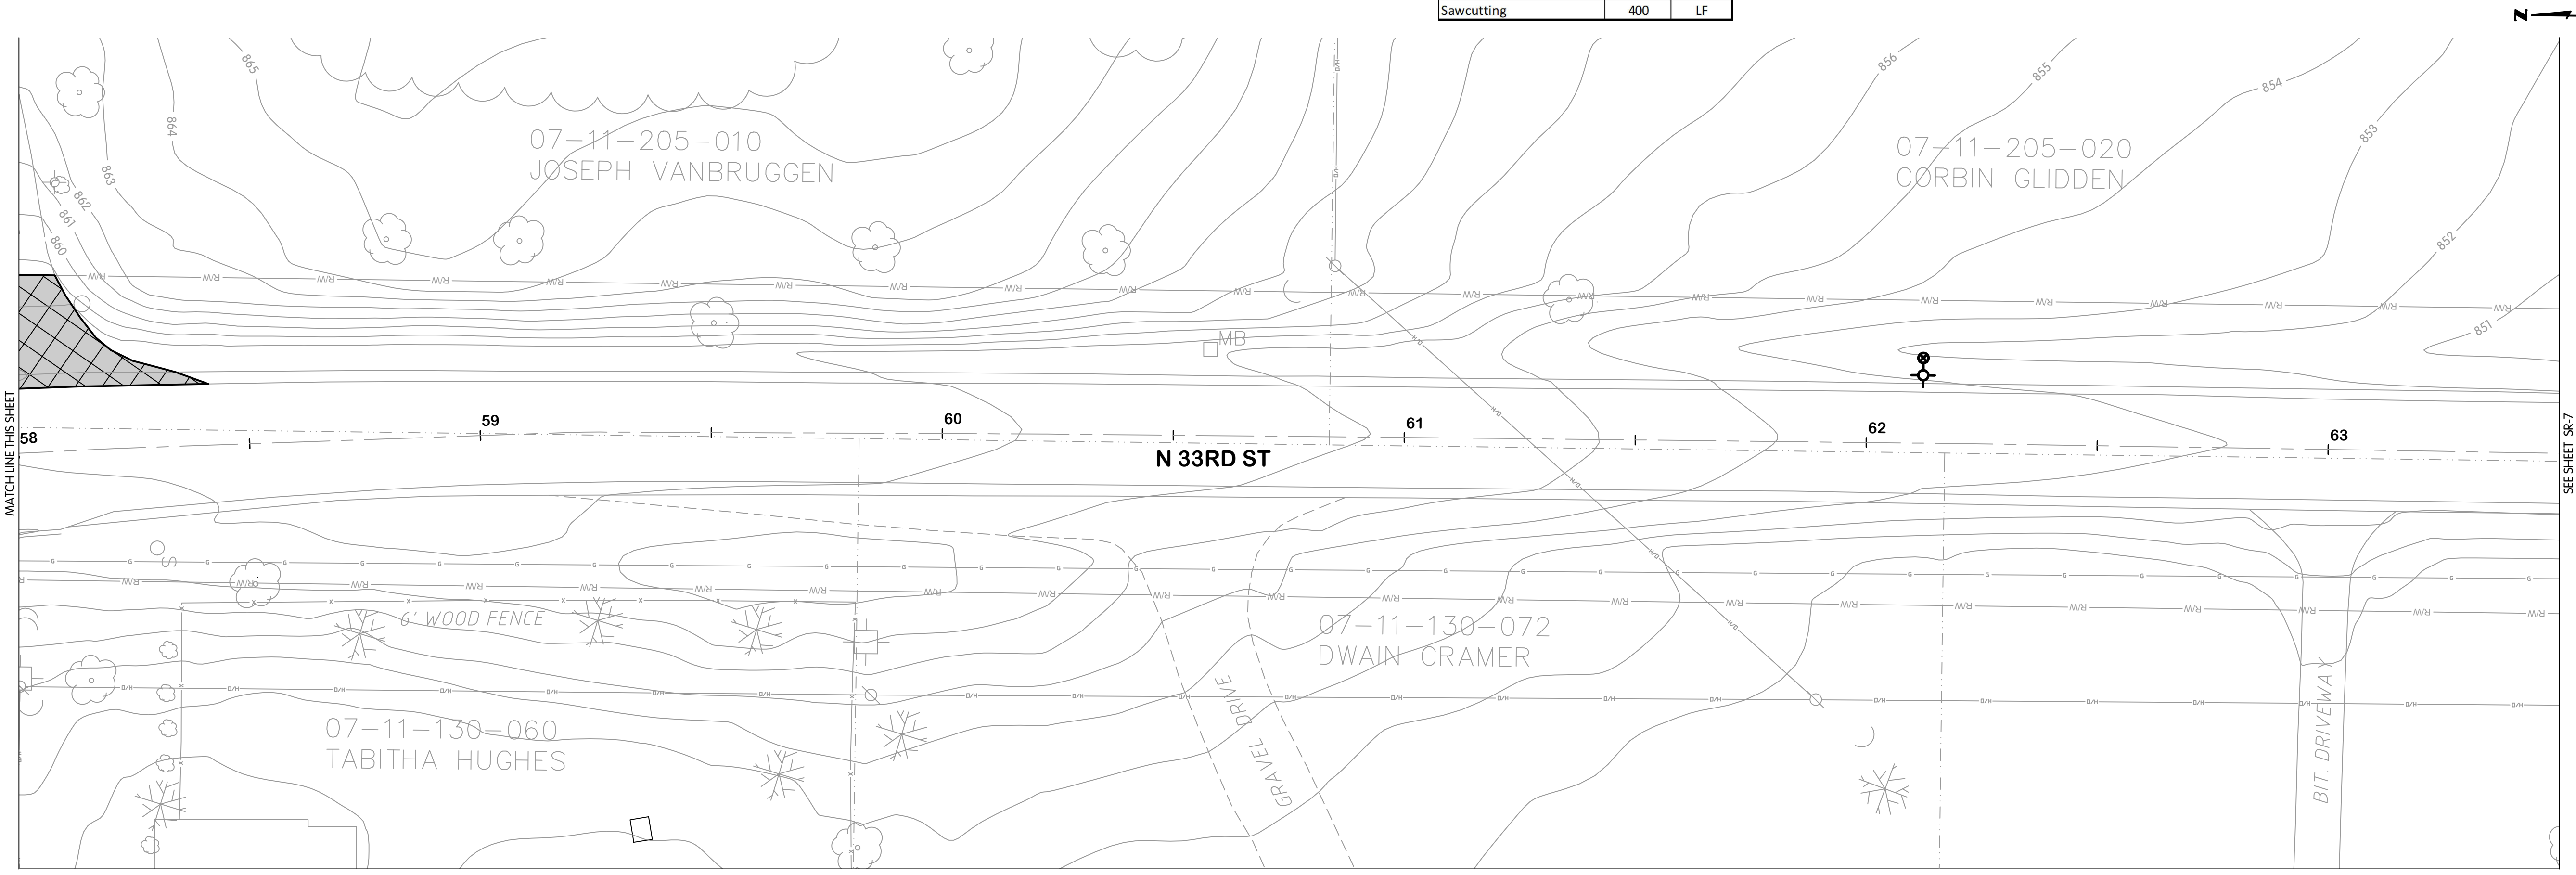 Sawcutting 400 LF
N
865
864
863
862
861
860
856
855
854
853
852
851
07-11-205-010
JOSEPH VANBRUGGEN
07-11-205-020
CORBIN GLIDDEN
MB
MATCH LINE THIS SHEET
SEE SHEET SR-7
58 59 60 61 62 63
N 33RD ST
S
6' WOOD FENCE
07-11-130-072
DWAIN CRAMER
07-11-130-060
TABITHA HUGHES
GRAVEL DRIVE
BIT. DRIVEWAY
R/W
O/H
G
X